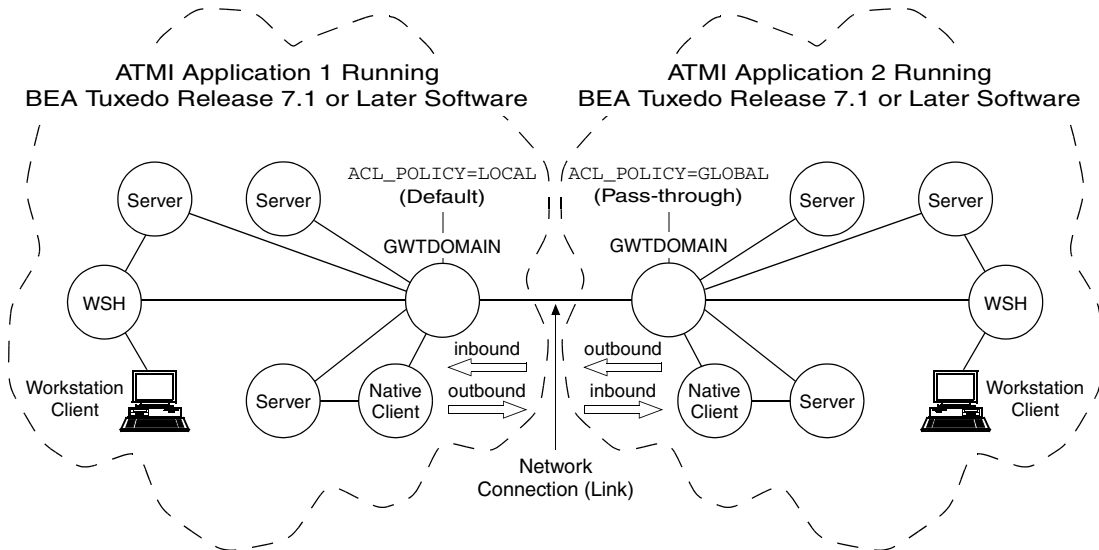 ATMI Application 1 Running
BEA Tuxedo Release 7.1 or Later Software
ATMI Application 2 Running
BEA Tuxedo Release 7.1 or Later Software
ACL_POLICY=LOCAL
(Default)
ACL_POLICY=GLOBAL
(Pass-through)
Server
Server
Server
Server
GWTDOMAIN
GWTDOMAIN
WSH
WSH
inbound
outbound
outbound
inbound
Workstation
Client
Server
Native
Client
Native
Client
Server
Workstation
Client
Network
Connection (Link)